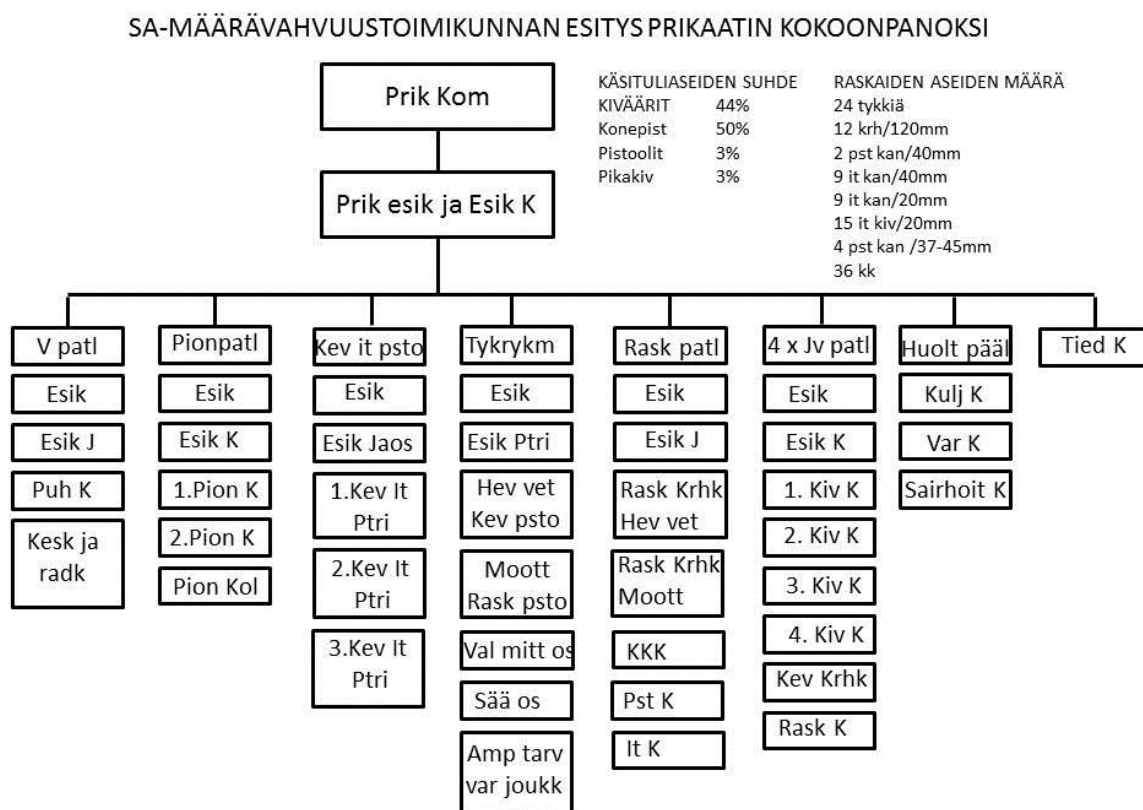 SA-MÄÄRÄVAHVUUSTOIMIKUNNAN ESITYS PRIKAATIN KOKOONPANOKSI
Prik Kom
Prik esik ja Esik K
KÄSITULIASEIDEN SUHDE
KIVÄÄRIT 44%
Konepist 50%
Pistoolit 3%
Pikakiv 3%
RASKAIDEN ASEIDEN MÄÄRÄ
24 tykkiä
12 krh/120mm
2 pst kan/40mm
9 it kan/40mm
9 it kan/20mm
15 it kiv/20mm
4 pst kan /37-45mm
36 kk
V patl
Esik
Esik J
Puh K
Kesk ja
radk
Pionpatl
Esik
Esik K
1.Pion K
2.Pion K
Pion Kol
Kev it psto
Esik
Esik Jaos
1.Kev It
Ptri
2.Kev It
Ptri
3.Kev It
Ptri
Tykrykm
Esik
Esik Ptri
Hev vet
Kev psto
Moott
Rask psto
Val mitt os
Sää os
Amp tarv
var joukk
Rask patl
Esik
Esik J
Rask Krhk
Hev vet
Rask Krhk
Moott
KKK
Pst K
It K
4 x Jv patl
Esik
Esik K
1. Kiv K
2. Kiv K
3. Kiv K
4. Kiv K
Kev Krhk
Rask K
Huolt pääl
Kulj K
Var K
Sairhoit K
Tied K